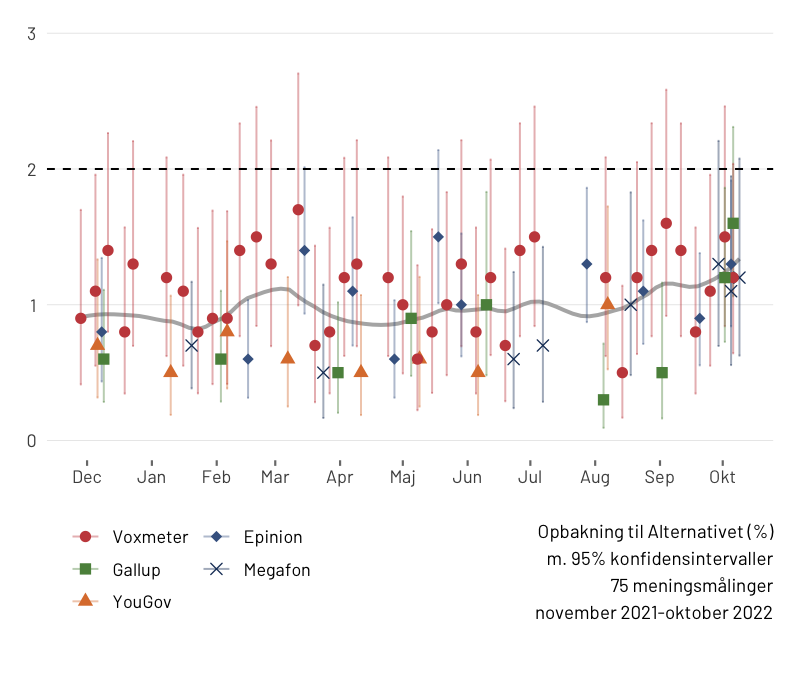 3
2
1
0
Dec Jan Feb Mar Apr Maj Jun Jul Aug Sep Okt
Voxmeter Epinion
Gallup Megafon
YouGov
Opbakning til Alternativet (%)
m. 95% konfidensintervaller
75 meningsmålinger
november 2021-oktober 2022